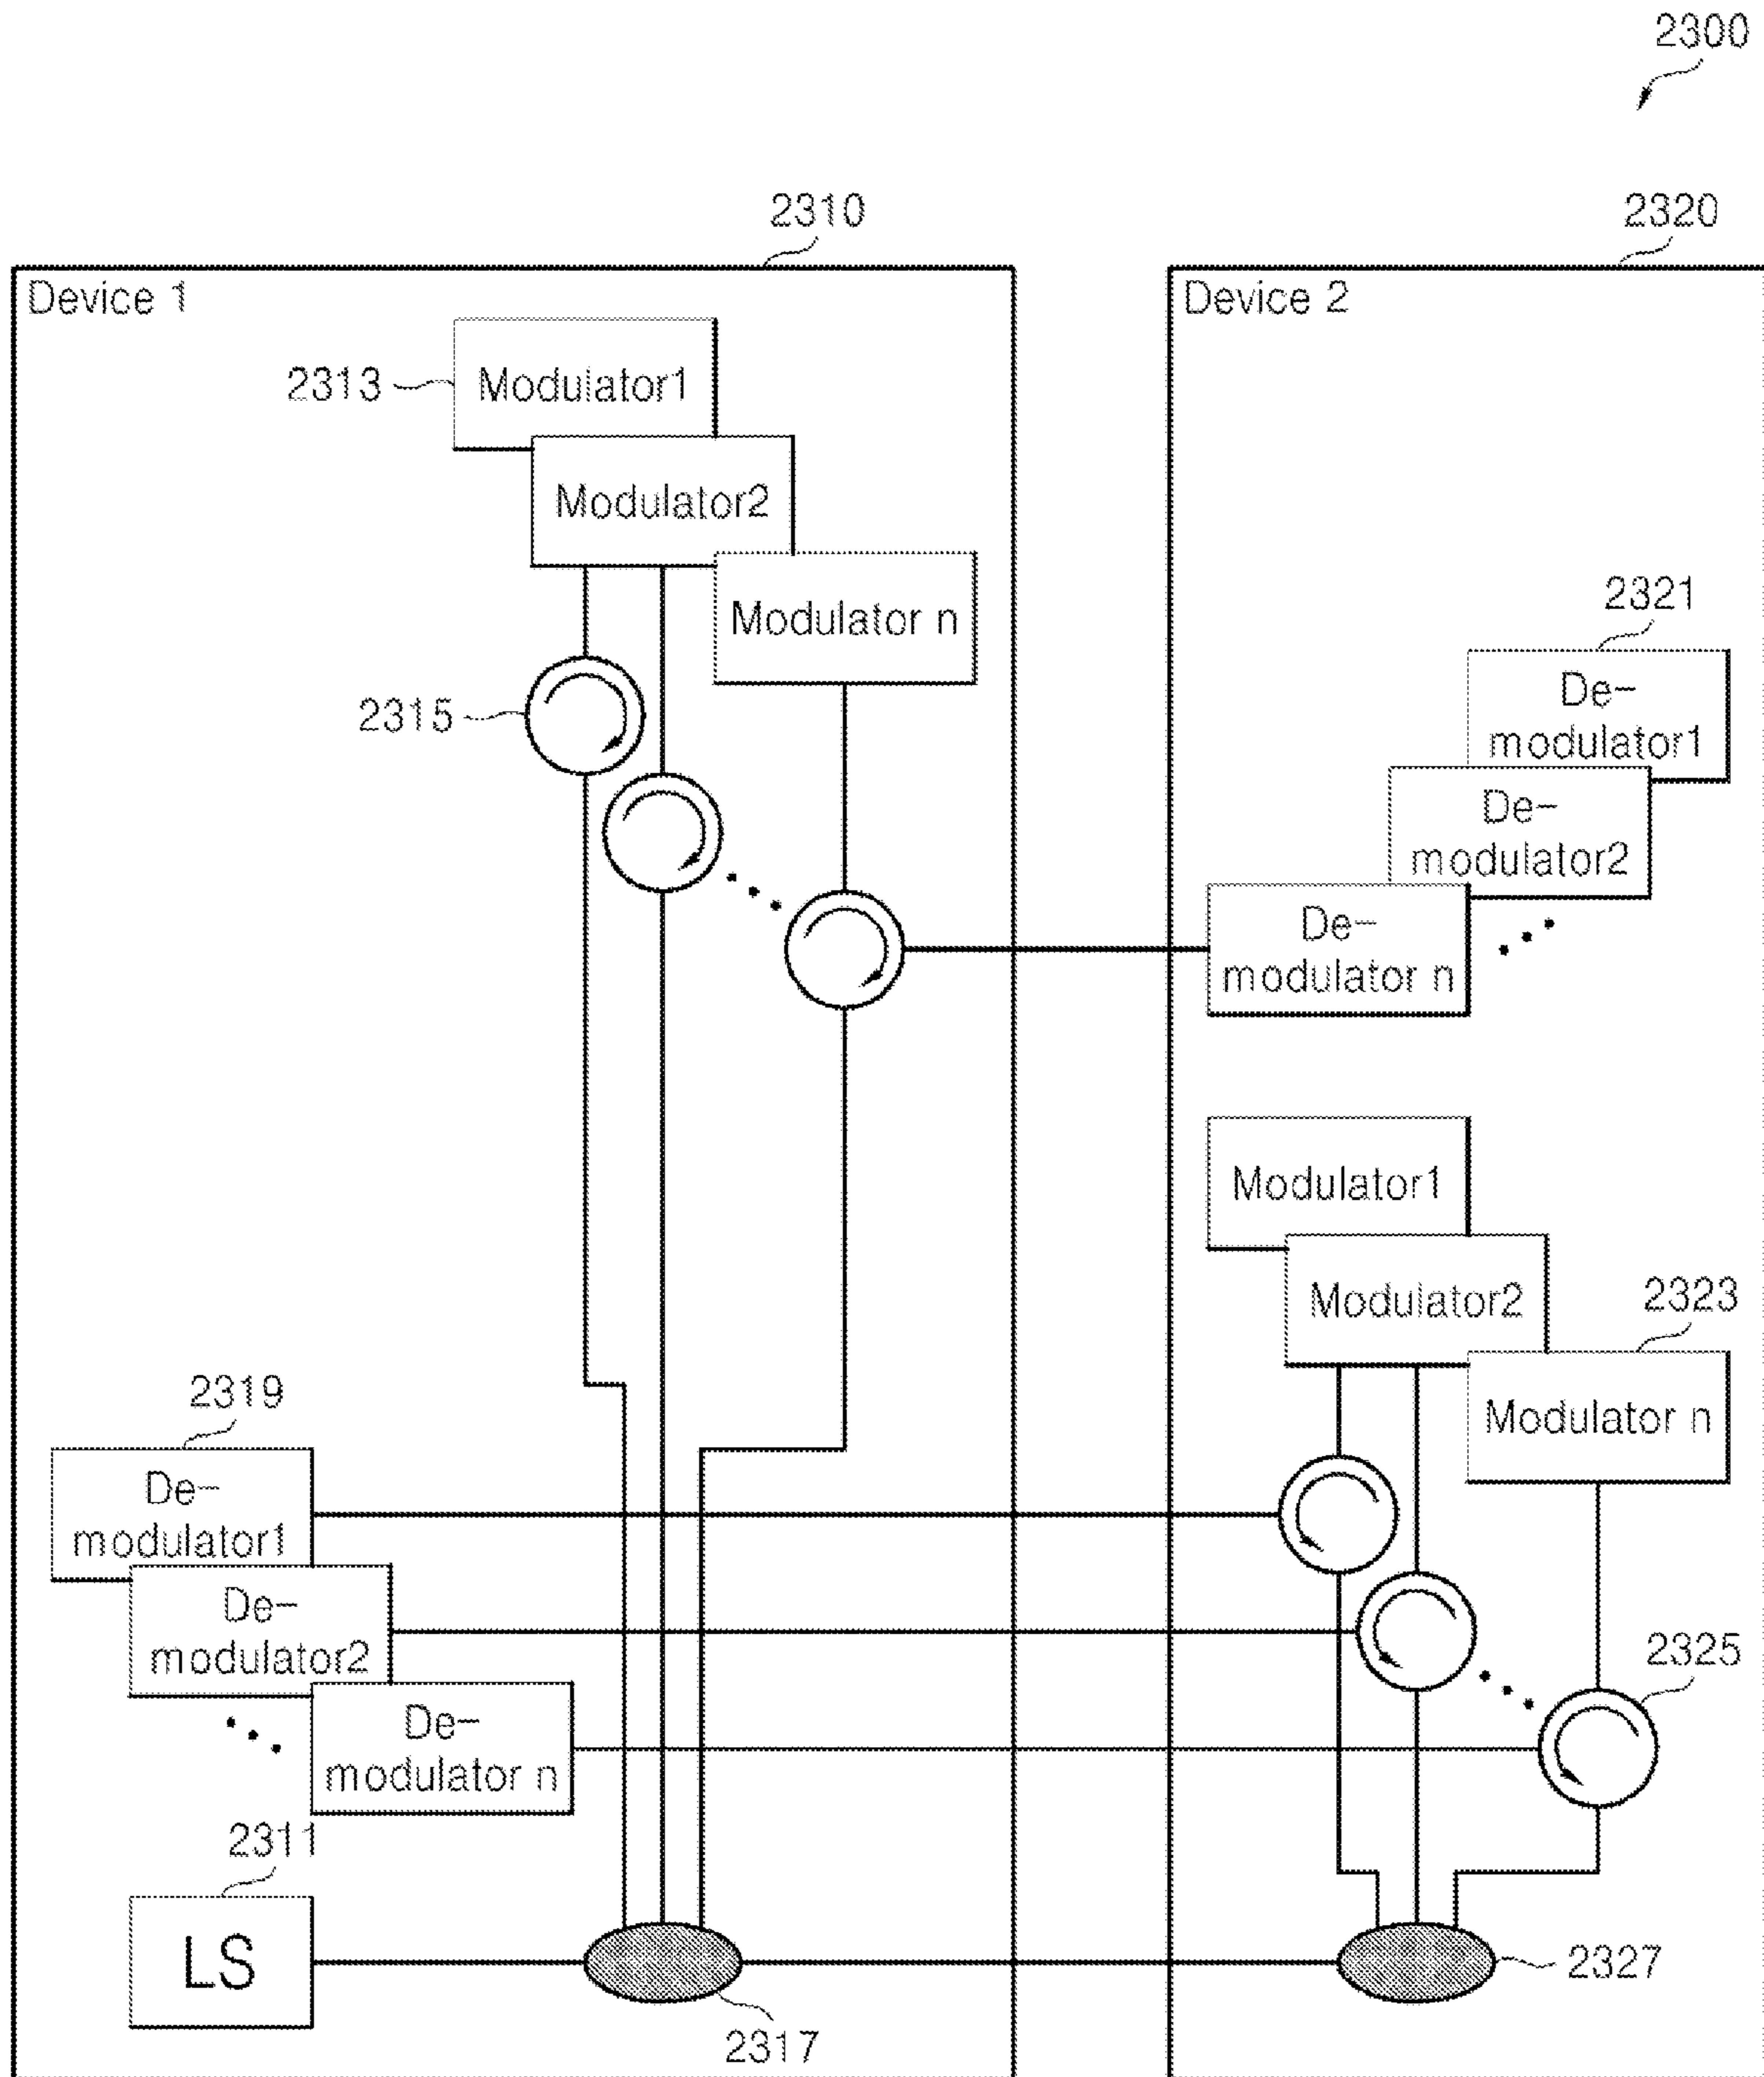 2300
2310
2320
Device 1
Device 2
2313
Modulator1
Modulator2
Modulator n
2315
2321
De-
modulator1
De-
modulator2
De-
modulator n
Modulator1
Modulator2
2323
Modulator n
2319
De-
modulator1
De-
modulator2
De-
modulator n
2325
2311
LS
2317
2327